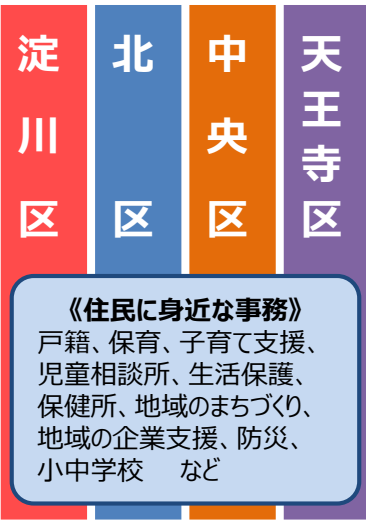 淀川区
北区
中央区
天王寺区
《住民に身近な事務》
戸籍、保育、子育て支援、
児童相談所、生活保護、
保健所、地域のまちづくり、
地域の企業支援、防災、
小中学校　など